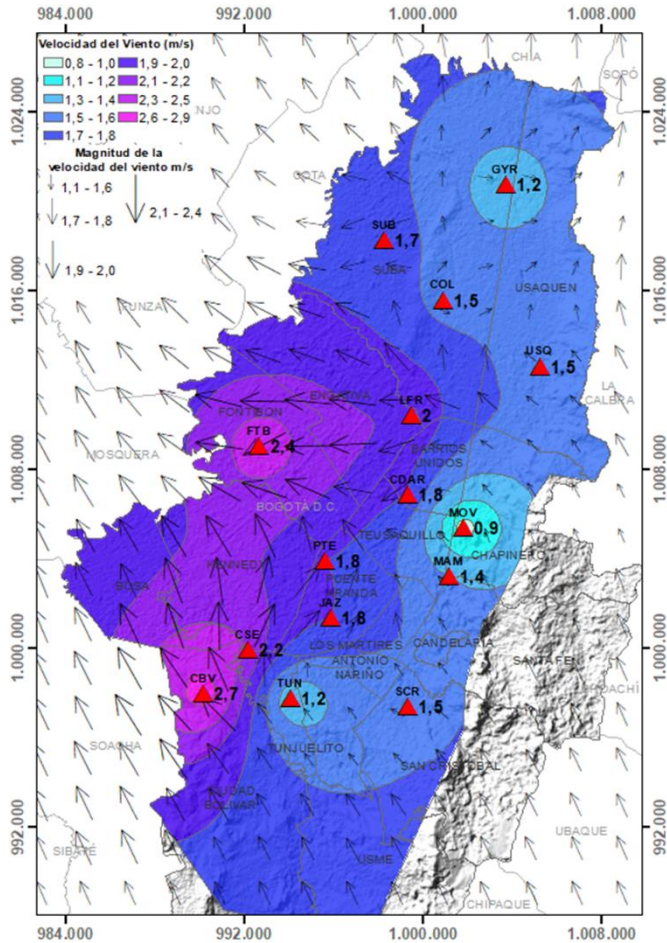 984.000 992.000 1.000.000 1.008.000
Velocidad del Viento (m/s)
0,8 - 1,0 1,9 - 2,0
1,1 - 1,2 2,1 - 2,2
1,3 - 1,4 2,3 - 2,5
1,5 - 1,6 2,6 - 2,9
1,7 - 1,8
Magnitud de la
velocidad del viento m/s
1,1 - 1,6
1,7 - 1,8
2,1 - 2,4
1,9 - 2,0
CHÍA
SOPÓ
1.024.000 1.024.000
NJO
COTA
GYR
1,2
SUB
1,7
SUBA
COL
1,5
USAQUEN
1.016.000 1.016.000
FUNZA
USQ
1,5
LA
CALERA
ENGATIVA
LFR
2
FONTIBON
FTB
2,4
BARRIOS
UNIDOS
MOSQUERA
1.008.000 1.008.000
CDAR
1,8
BOGOTÁ D.C.
MOV
0,9
TEUSAQUILLO
CHAPINERO
PTE
1,8
MAM
1,4
KENNEDY
PUENTE
ARANDA
BOSA
JAZ
1,8
CSE
2,2
LOS MARTIRES
CANDELARIA
1.000.000 1.000.000
ANTONIO
NARIÑO
SANTA FE
CBV
2,7
TUN
1,2
SCR
1,5
CHOACHÍ
SOACHA
TUNJUELITO
SAN CRISTOBAL
CIUDAD
BOLIVAR
992.000 992.000
UBAQUE
SIBATÉ
USME
CHIPAQUE
984.000 992.000 1.000.000 1.008.000